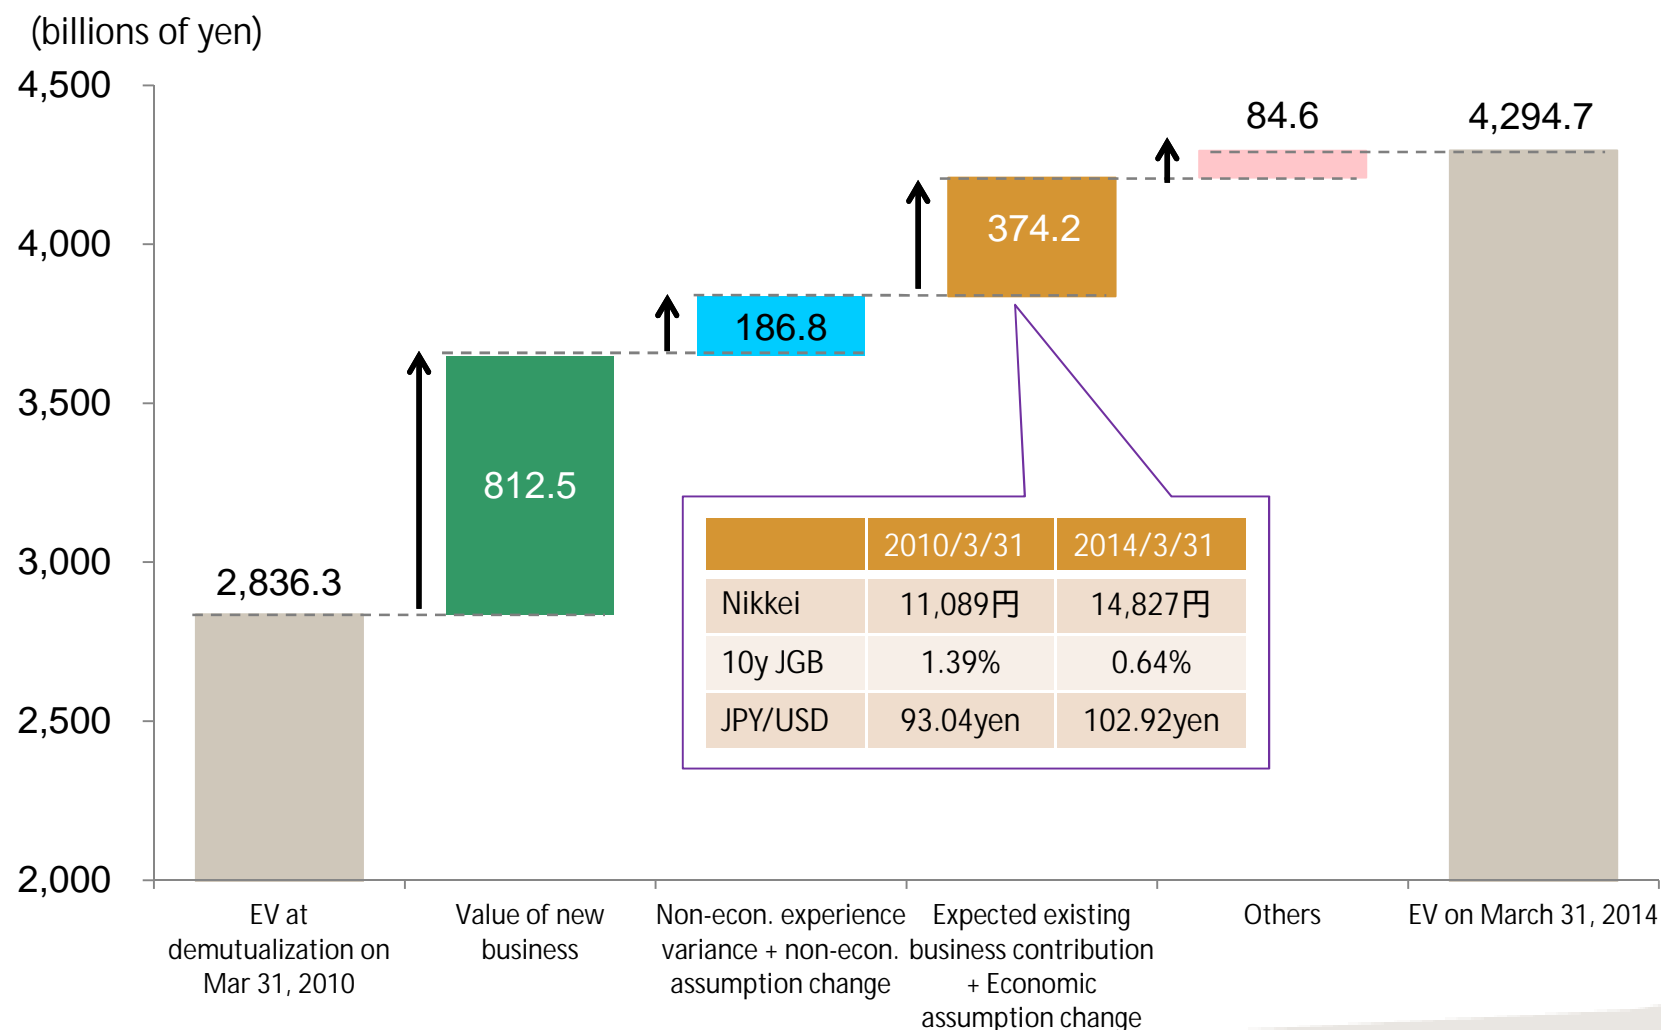 (billions of yen)
4,500
4,000
3,500
3,000
2,500
2,000
2,836.3
812.5
186.8
374.2
84.6
4,294.7
2010/3/31 2014/3/31
Nikkei 11,089円 14,827円
10y JGB 1.39% 0.64%
JPY/USD 93.04yen 102.92yen
EV at
demutualization on
Mar 31, 2010
Value of new
business
Non-econ. experience
variance + non-econ.
assumption change
Expected existing
business contribution
+ Economic
assumption change
Others
EV on March 31, 2014